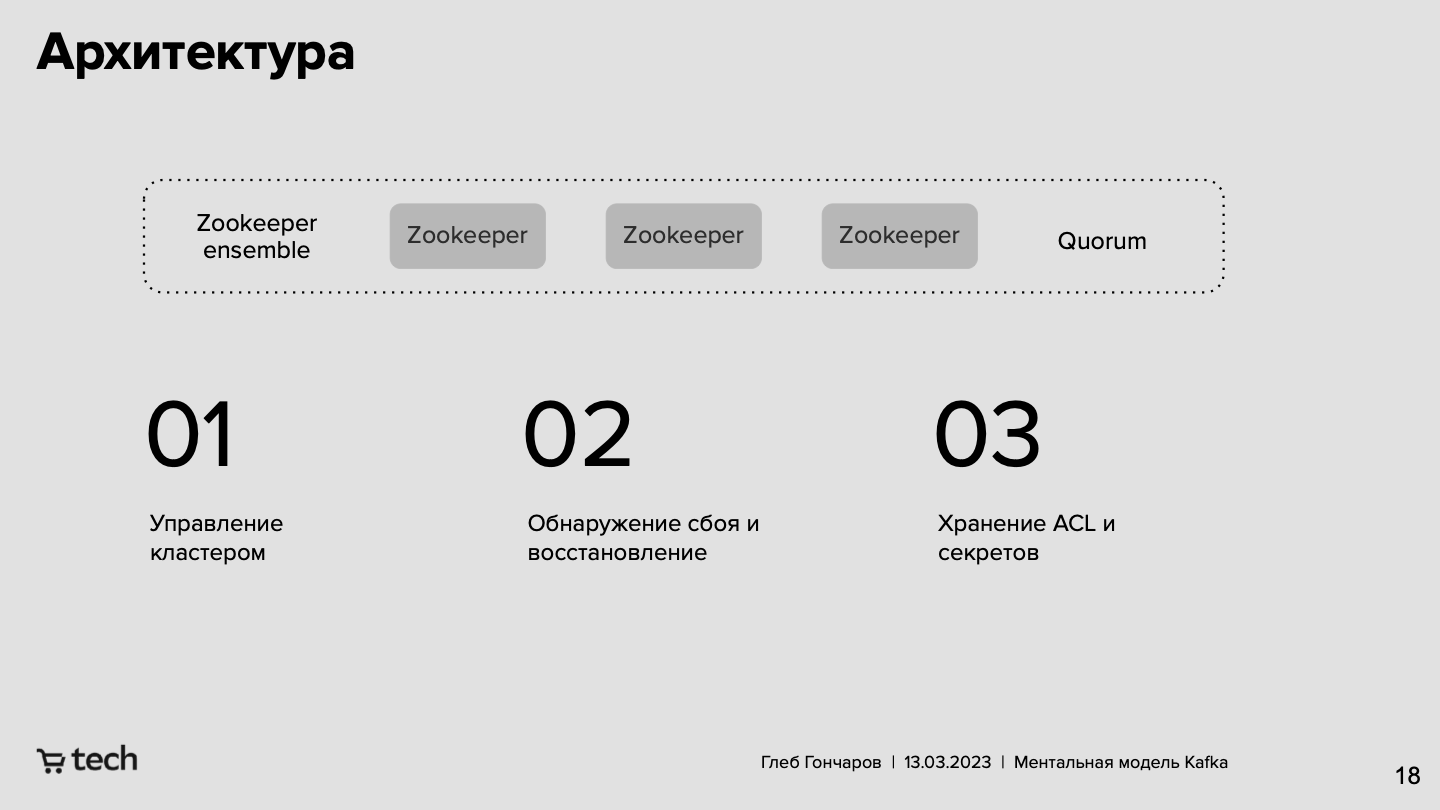 Архитектура
Zookeeper
ensemble
Zookeeper
Zookeeper
Zookeeper
Quorum
01
Управление
кластером
02
Обнаружение сбоя и
восстановление
03
Хранение ACL и
секретов
tech
Глеб Гончаров | 13.03.2023 | Ментальная модель Kafka
18